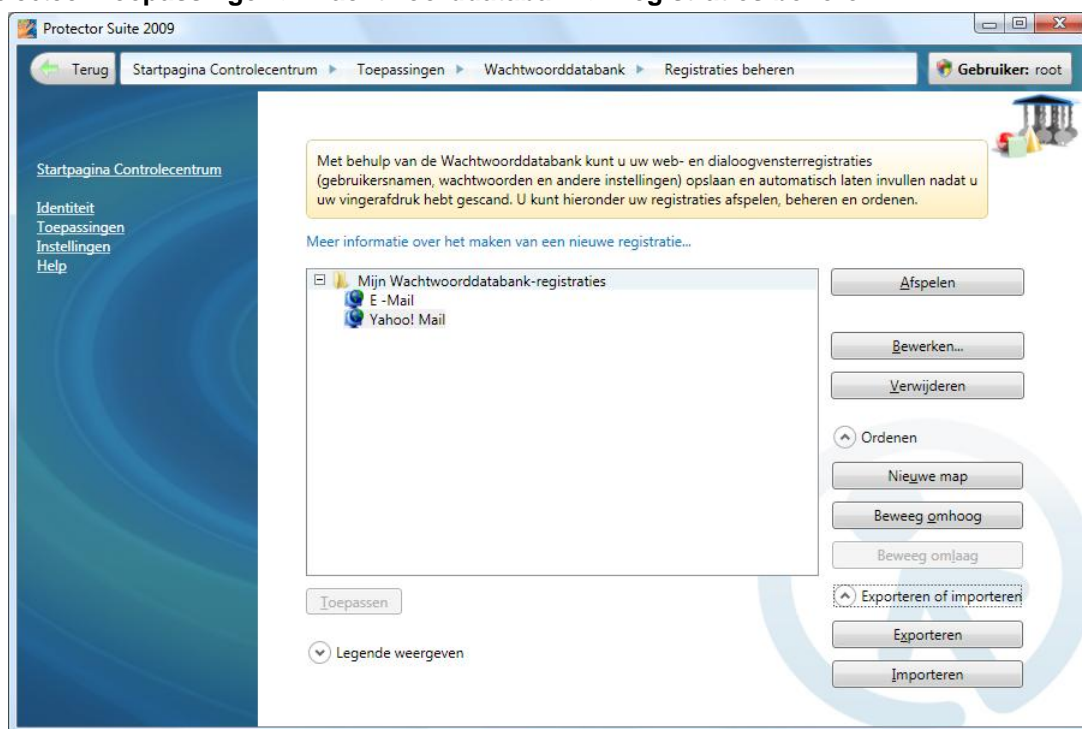 Protector Suite 2009
Terug
Startpagina Controlecentrum
Toepassingen
Wachtwoorddatabank
Registraties beheren
Gebruiker: root
Startpagina Controlecentrum
Identiteit
Toepassingen
Instellingen
Help
Met behulp van de Wachtwoorddatabank kunt u uw web- en dialoogvensterregistraties
(gebruikersnamen, wachtwoorden en andere instellingen) opslaan en automatisch laten invullen nadat u
uw vingerafdruk hebt gescand. U kunt hieronder uw registraties afspelen, beheren en ordenen.
Meer informatie over het maken van een nieuwe registratie...
Mijn Wachtwoorddatabank-registraties
E -Mail
Yahoo! Mail
Afspelen
Bewerken...
Verwijderen
Ordenen
Nieuwe map
Beweeg omhoog
Beweeg omlaag
Exporteren of importeren
Exporteren
Importeren
Toepassen
Legende weergeven